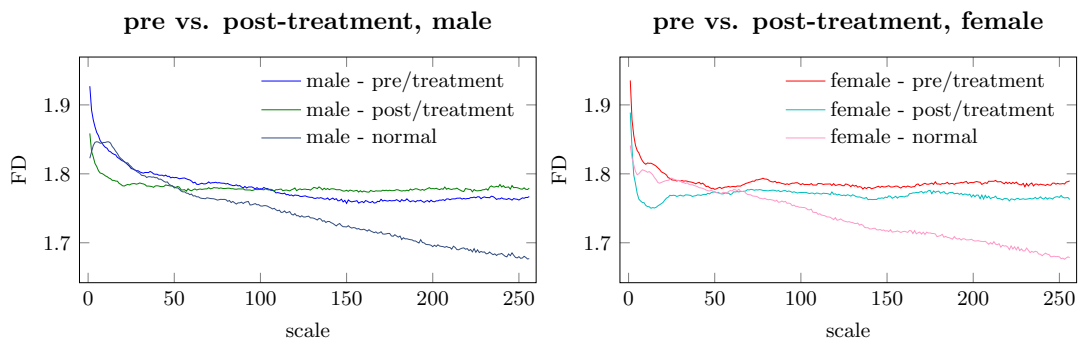 pre vs. post-treatment, male
1.9
1.8
1.7
FD
0 50 100 150 200 250
scale
male - pre/treatment
male - post/treatment
male - normal
pre vs. post-treatment, female
1.9
1.8
1.7
FD
0 50 100 150 200 250
scale
female - pre/treatment
female - post/treatment
female - normal